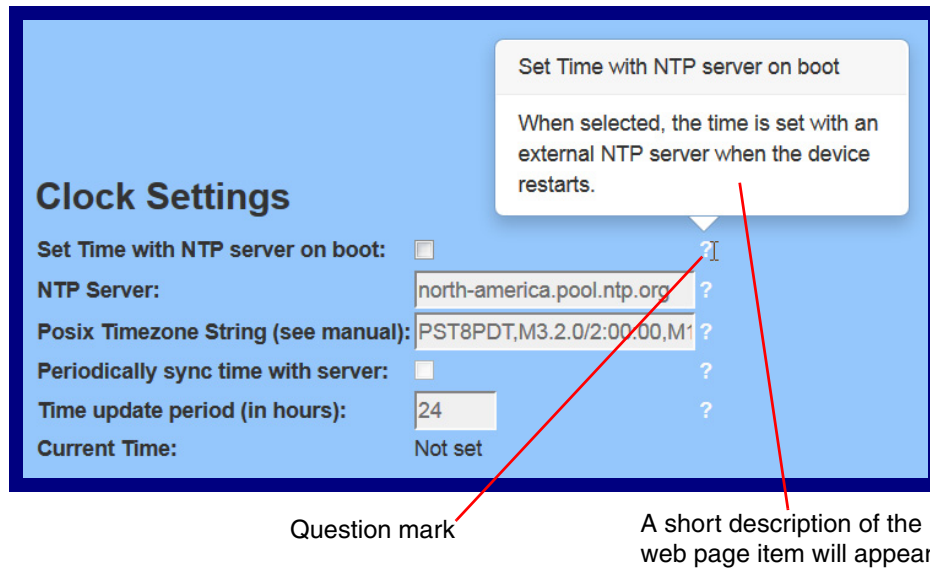 Set Time with NTP server on boot
When selected, the time is set with an
external NTP server when the device
restarts.
Clock Settings
Set Time with NTP server on boot: ?
NTP Server: north-america.pool.ntp.org ?
Posix Timezone String (see manual): PST8PDT,M3.2.0/2:00:00,M1 ?
Periodically sync time with server: ?
Time update period (in hours): 24 ?
Current Time: Not set
Question mark
A short description of the
web page item will appear